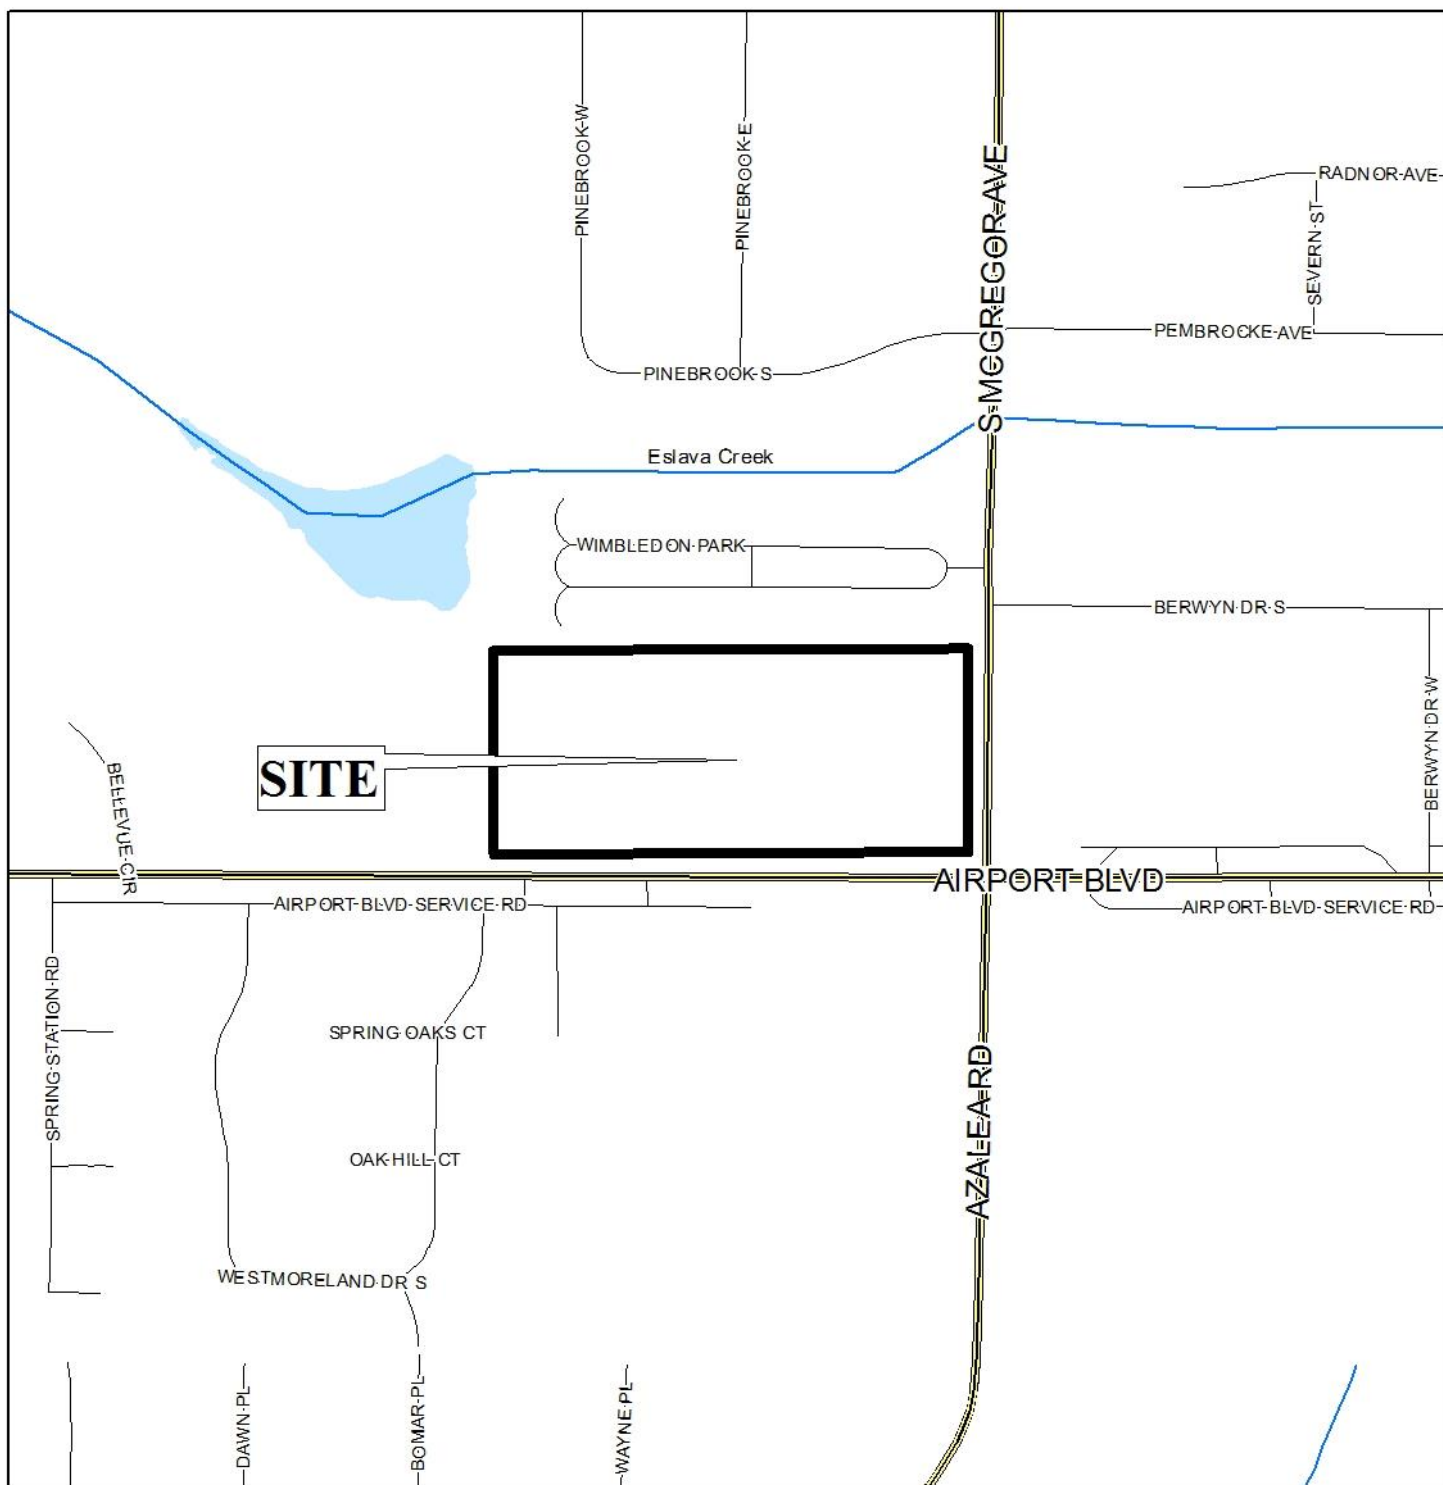 PINEBROOK W
PINEBROOK E
S MCGREGOR AVE
RADNOR AVE
SEVERN ST
PEMBROCKE AVE
PINEBROOK S
Eslava Creek
WIMBLEDON PARK
BERWYN DR S
BERWYN DR W
SITE
BELLEVUE CIR
AIRPORT BLVD
AIRPORT BLVD SERVICE RD
AIRPORT BLVD SERVICE RD
SPRING STATION RD
SPRING OAKS CT
AZALEA RD
OAK HILL CT
WESTMORELAND DR S
DAWN PL
BOMAR PL
WAYNE PL